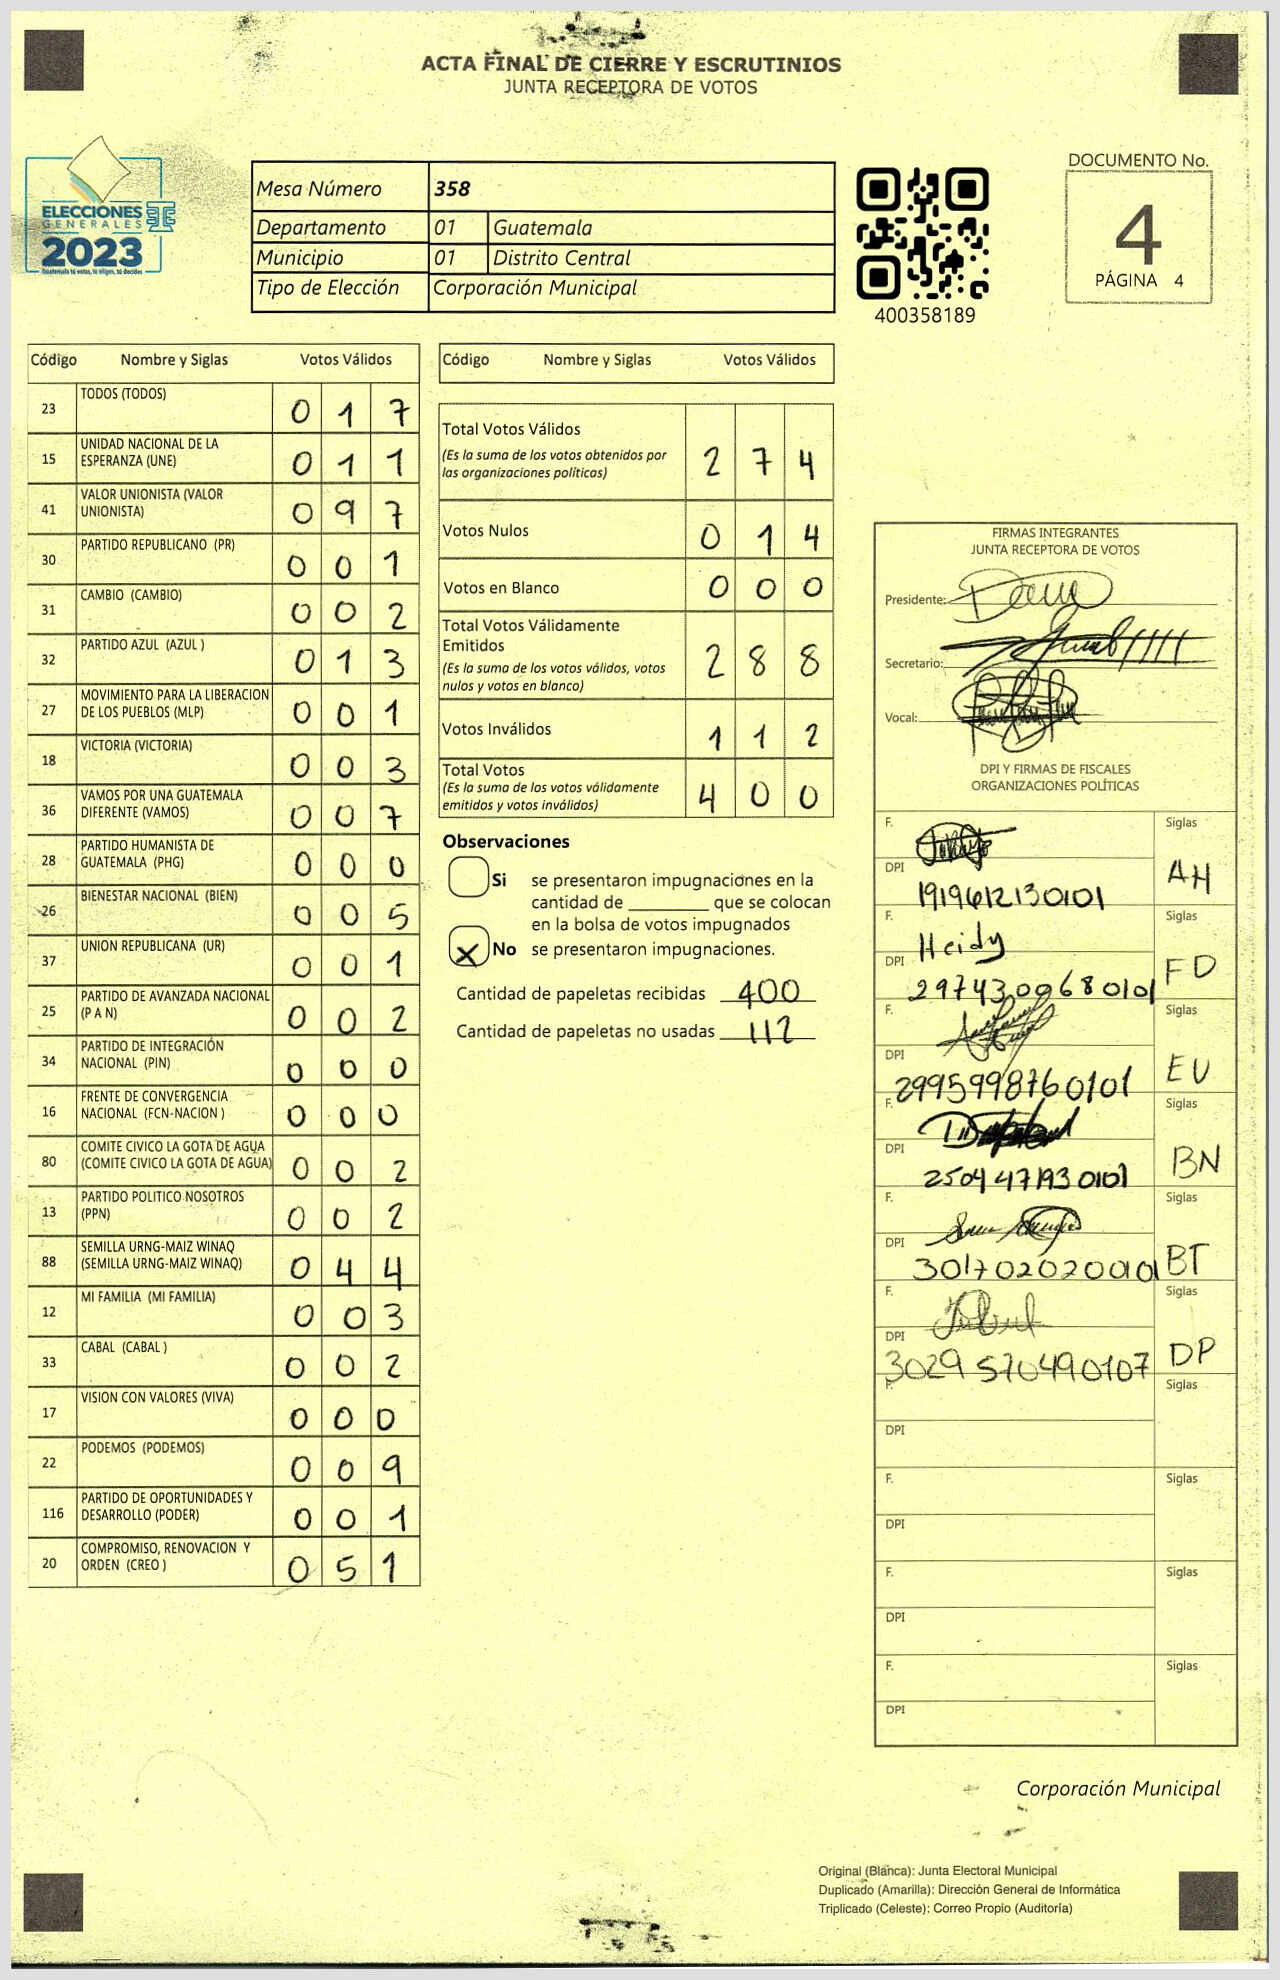 ACTA FINAL DE CIERRE Y ESCRUTINIOS
JUNTA RECEPTORA DE VOTOS
ELECCIONES
GENERALES
2023
Guatemala tú votas, tú eliges, tú decides
Mesa Número 358
Departamento 01 Guatemala
Municipio 01 Distrito Central
Tipo de Elección Corporación Municipal
400358189
DOCUMENTO No.
4
PÁGINA 4
Código Nombre y Siglas Votos Válidos
23 TODOS (TODOS) 0 1 7
15 UNIDAD NACIONAL DE LA
ESPERANZA (UNE) 0 1 1
41 VALOR UNIONISTA (VALOR
UNIONISTA) 0 9 7
30 PARTIDO REPUBLICANO (PR) 0 0 1
31 CAMBIO (CAMBIO) 0 0 2
32 PARTIDO AZUL (AZUL ) 0 1 3
27 MOVIMIENTO PARA LA LIBERACION
DE LOS PUEBLOS (MLP) 0 0 1
18 VICTORIA (VICTORIA) 0 0 3
36 VAMOS POR UNA GUATEMALA
DIFERENTE (VAMOS) 0 0 7
28 PARTIDO HUMANISTA DE
GUATEMALA (PHG) 0 0 0
26 BIENESTAR NACIONAL (BIEN) 0 0 5
37 UNION REPUBLICANA (UR) 0 0 1
25 PARTIDO DE AVANZADA NACIONAL
(P A N) 0 0 2
34 PARTIDO DE INTEGRACIÓN
NACIONAL (PIN) 0 0 0
16 FRENTE DE CONVERGENCIA
NACIONAL (FCN-NACION ) 0 0 0
80 COMITE CIVICO LA GOTA DE AGUA
(COMITE CIVICO LA GOTA DE AGUA) 0 0 2
13 PARTIDO POLITICO NOSOTROS
(PPN) 0 0 2
88 SEMILLA URNG-MAIZ WINAQ
(SEMILLA URNG-MAIZ WINAQ) 0 4 4
12 MI FAMILIA (MI FAMILIA) 0 0 3
33 CABAL (CABAL ) 0 0 2
17 VISION CON VALORES (VIVA) 0 0 0
22 PODEMOS (PODEMOS) 0 0 9
116 PARTIDO DE OPORTUNIDADES Y
DESARROLLO (PODER) 0 0 1
20 COMPROMISO, RENOVACION Y
ORDEN (CREO ) 0 5 1
Código Nombre y Siglas Votos Válidos
Total Votos Válidos
(Es la suma de los votos obtenidos por
las organizaciones políticas) 2 7 4
Votos Nulos 0 1 4
Votos en Blanco 0 0 0
Total Votos Válidamente
Emitidos
(Es la suma de los votos válidos, votos
nulos y votos en blanco) 2 8 8
Votos Inválidos 1 1 2
Total Votos
(Es la suma de los votos válidamente
emitidos y votos inválidos) 4 0 0
Observaciones
Si se presentaron impugnaciones en la
cantidad de ________ que se colocan
en la bolsa de votos impugnados
X No se presentaron impugnaciones.
Cantidad de papeletas recibidas 400
Cantidad de papeletas no usadas 112
FIRMAS INTEGRANTES
JUNTA RECEPTORA DE VOTOS
Presidente:
Secretario:
Vocal:
DPI Y FIRMAS DE FISCALES
ORGANIZACIONES POLÍTICAS
F. Siglas
DPI AH
1919612130101
F. Heidy Siglas
DPI FD
2974300680101
F. Siglas
DPI EU
2995998760101
F. Siglas
DPI BN
2504471930101
F. Siglas
DPI BT
3017020200101
F. Siglas
DPI DP
3029570490107
F. Siglas
DPI
F. Siglas
DPI
F. Siglas
DPI
F. Siglas
DPI
Corporación Municipal
Original (Blanca): Junta Electoral Municipal
Duplicado (Amarilla): Dirección General de Informática
Triplicado (Celeste): Correo Propio (Auditoría)